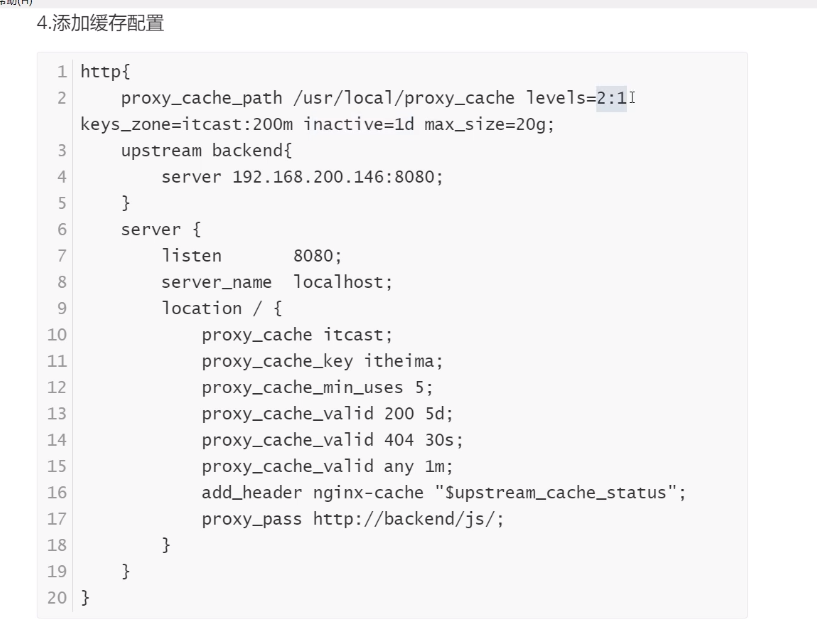 帮助(H)
4.添加缓存配置
1 http{
2     proxy_cache_path /usr/local/proxy_cache levels=2:1
keys_zone=itcast:200m inactive=1d max_size=20g;
3     upstream backend{
4         server 192.168.200.146:8080;
5     }
6     server {
7         listen       8080;
8         server_name  localhost;
9         location / {
10             proxy_cache itcast;
11             proxy_cache_key itheima;
12             proxy_cache_min_uses 5;
13             proxy_cache_valid 200 5d;
14             proxy_cache_valid 404 30s;
15             proxy_cache_valid any 1m;
16             add_header nginx-cache "$upstream_cache_status";
17             proxy_pass http://backend/js/;
18         }
19     }
20 }